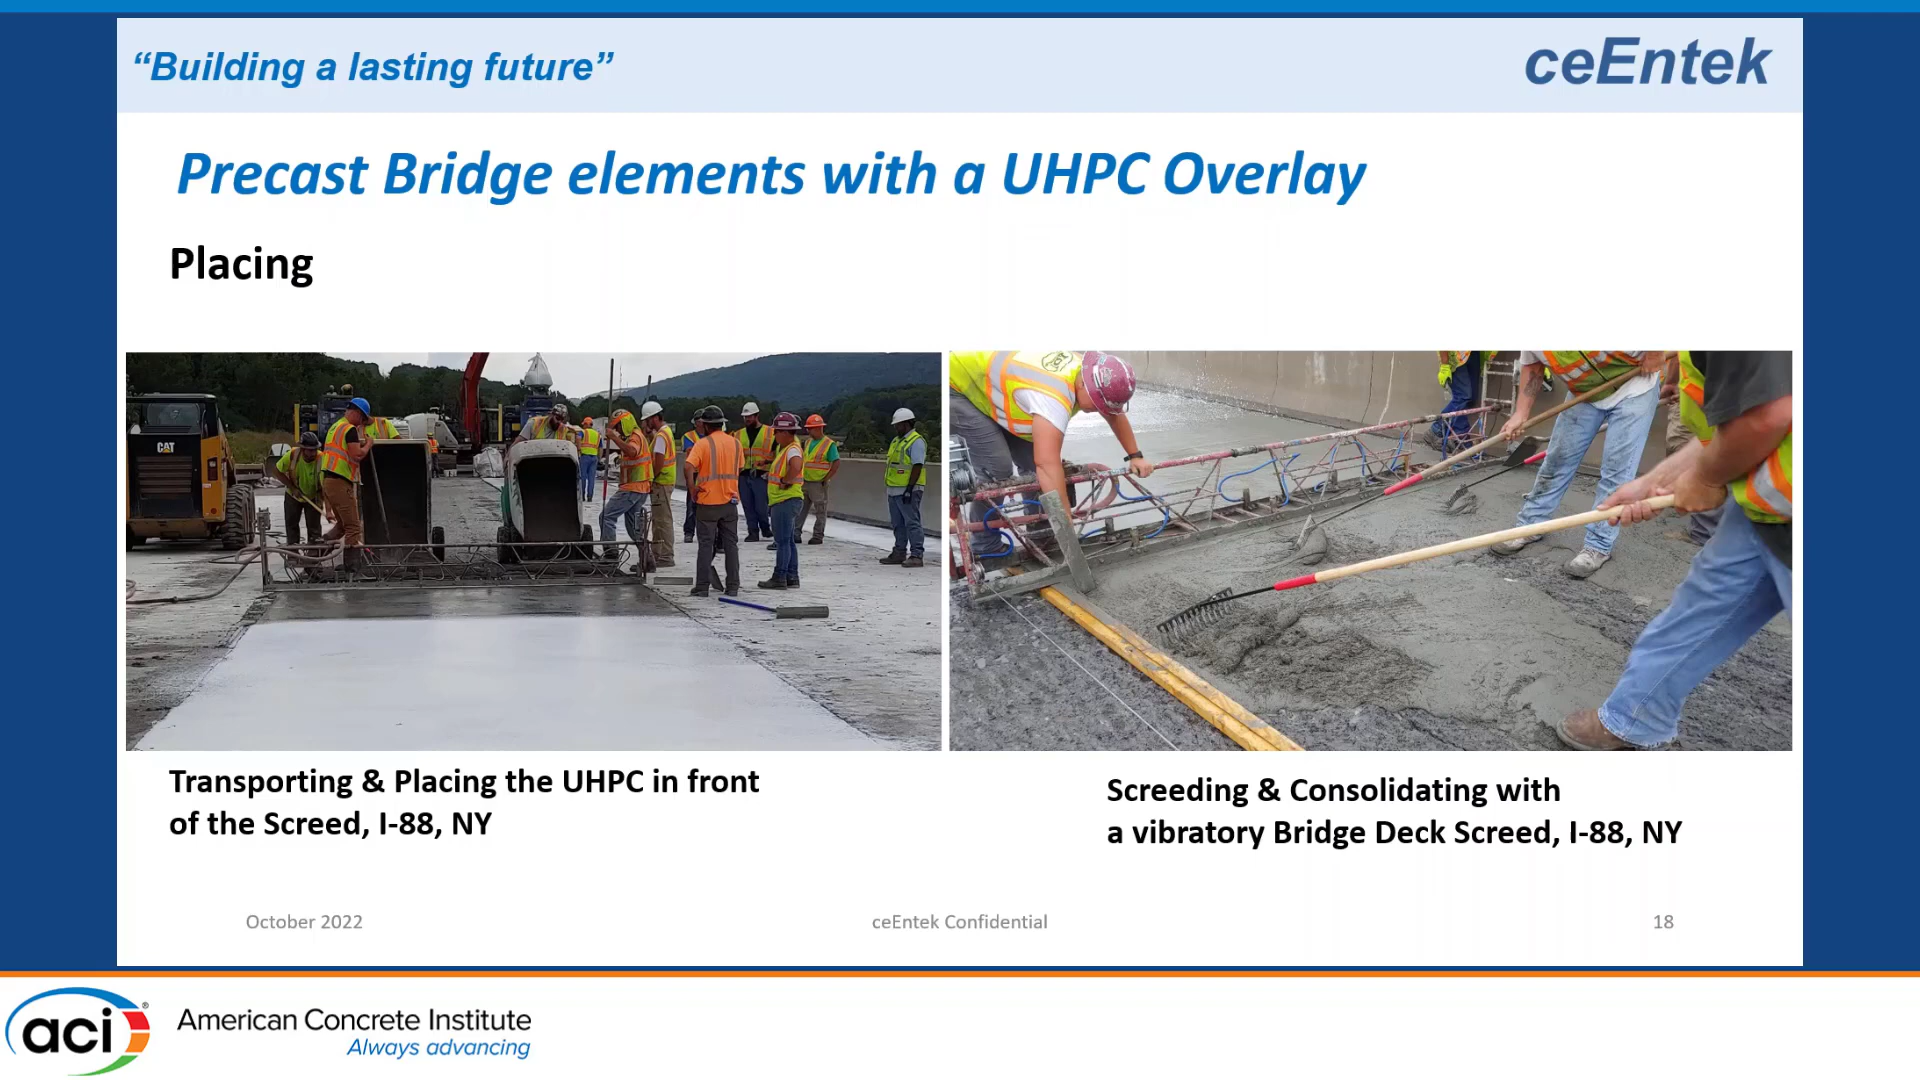 “Building a lasting future”
ceEntek
Precast Bridge elements with a UHPC Overlay
Placing
CAT
Transporting & Placing the UHPC in front
of the Screed, I-88, NY
Screeding & Consolidating with
a vibratory Bridge Deck Screed, I-88, NY
October 2022
ceEntek Confidential
18
aci®
American Concrete Institute
Always advancing